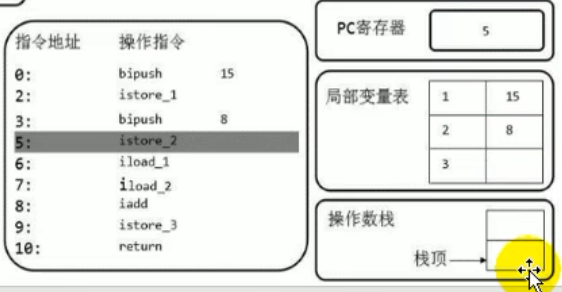 指令地址 操作指令
0: bipush 15
2: istore_1
3: bipush 8
5: istore_2
6: iload_1
7: iload_2
8: iadd
9: istore_3
10: return
PC寄存器 5
局部变量表
1 15
2 8
3
操作数栈
栈顶